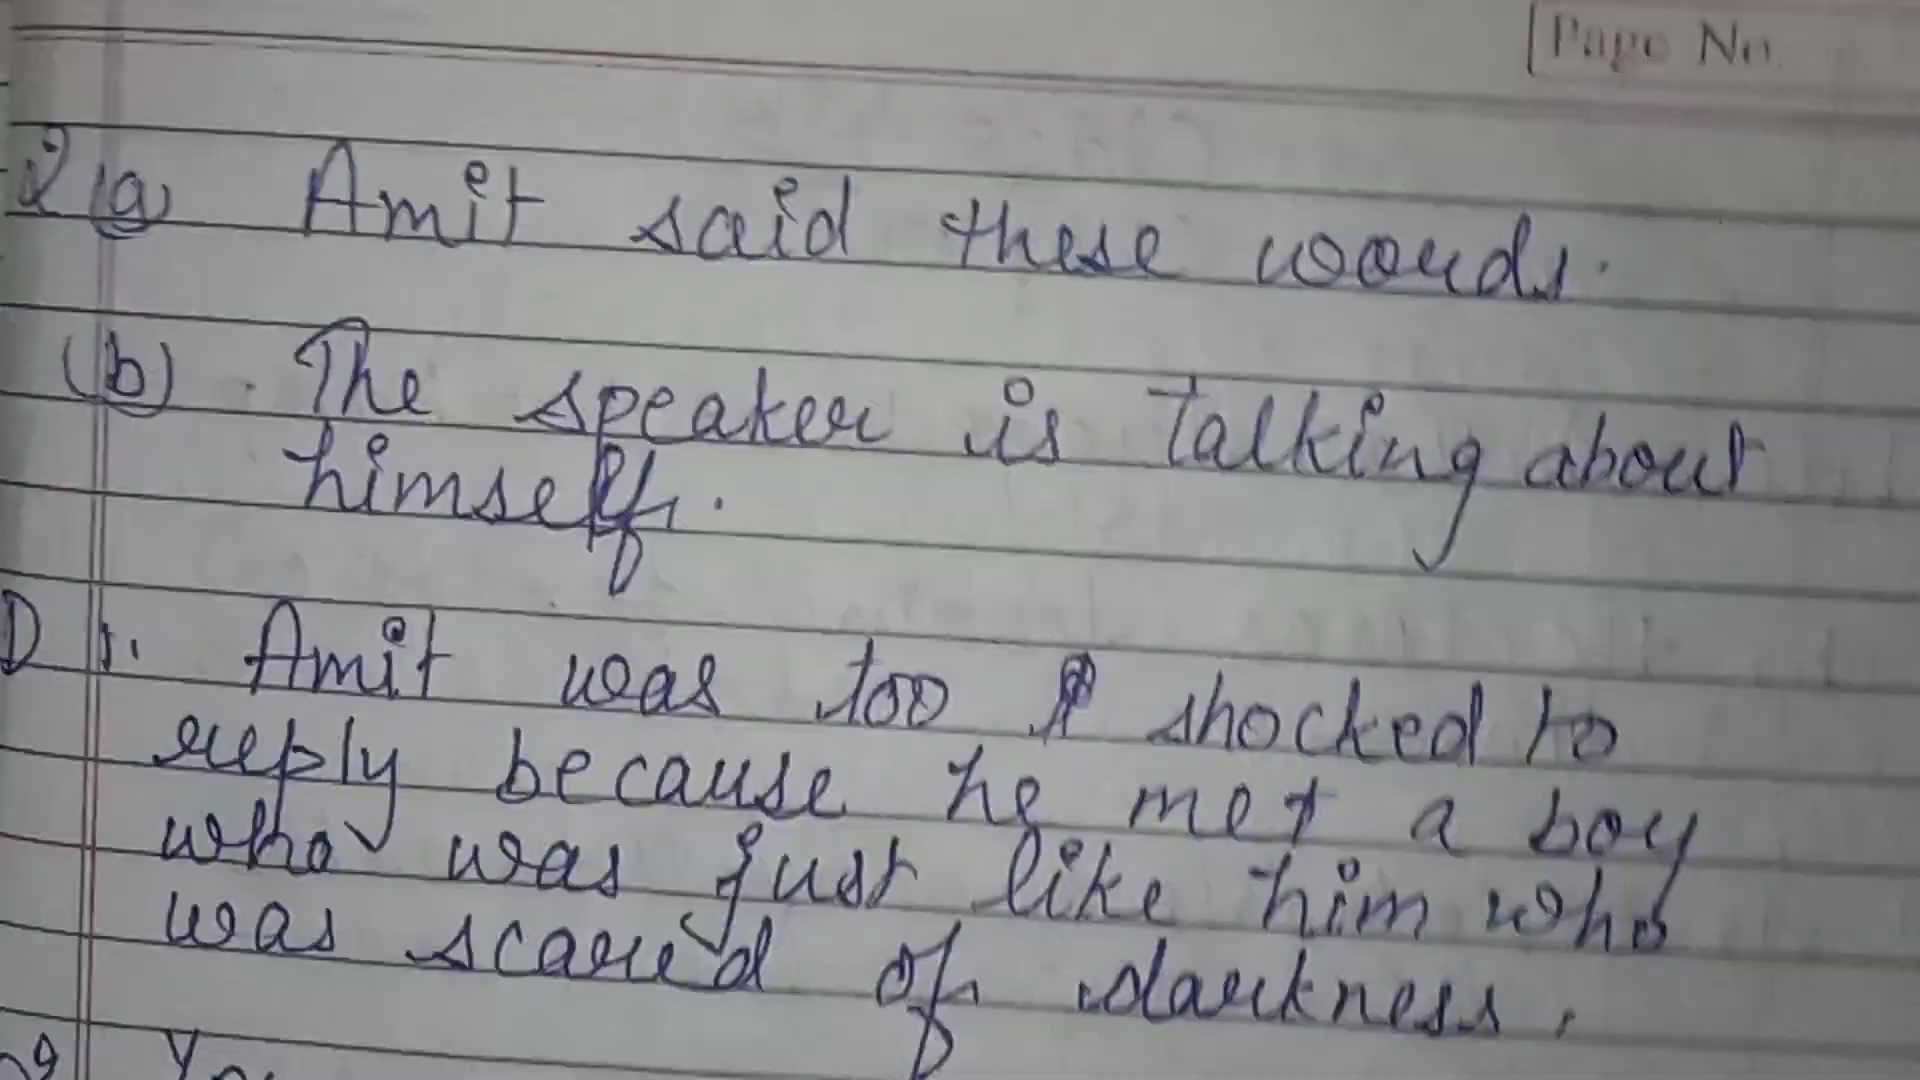 Page No.
2 (a) Amit said these words.
(b) The speaker is talking about
himself.
D 1. Amit was too shocked to
reply because he met a boy
who was just like him who
was scared of darkness.